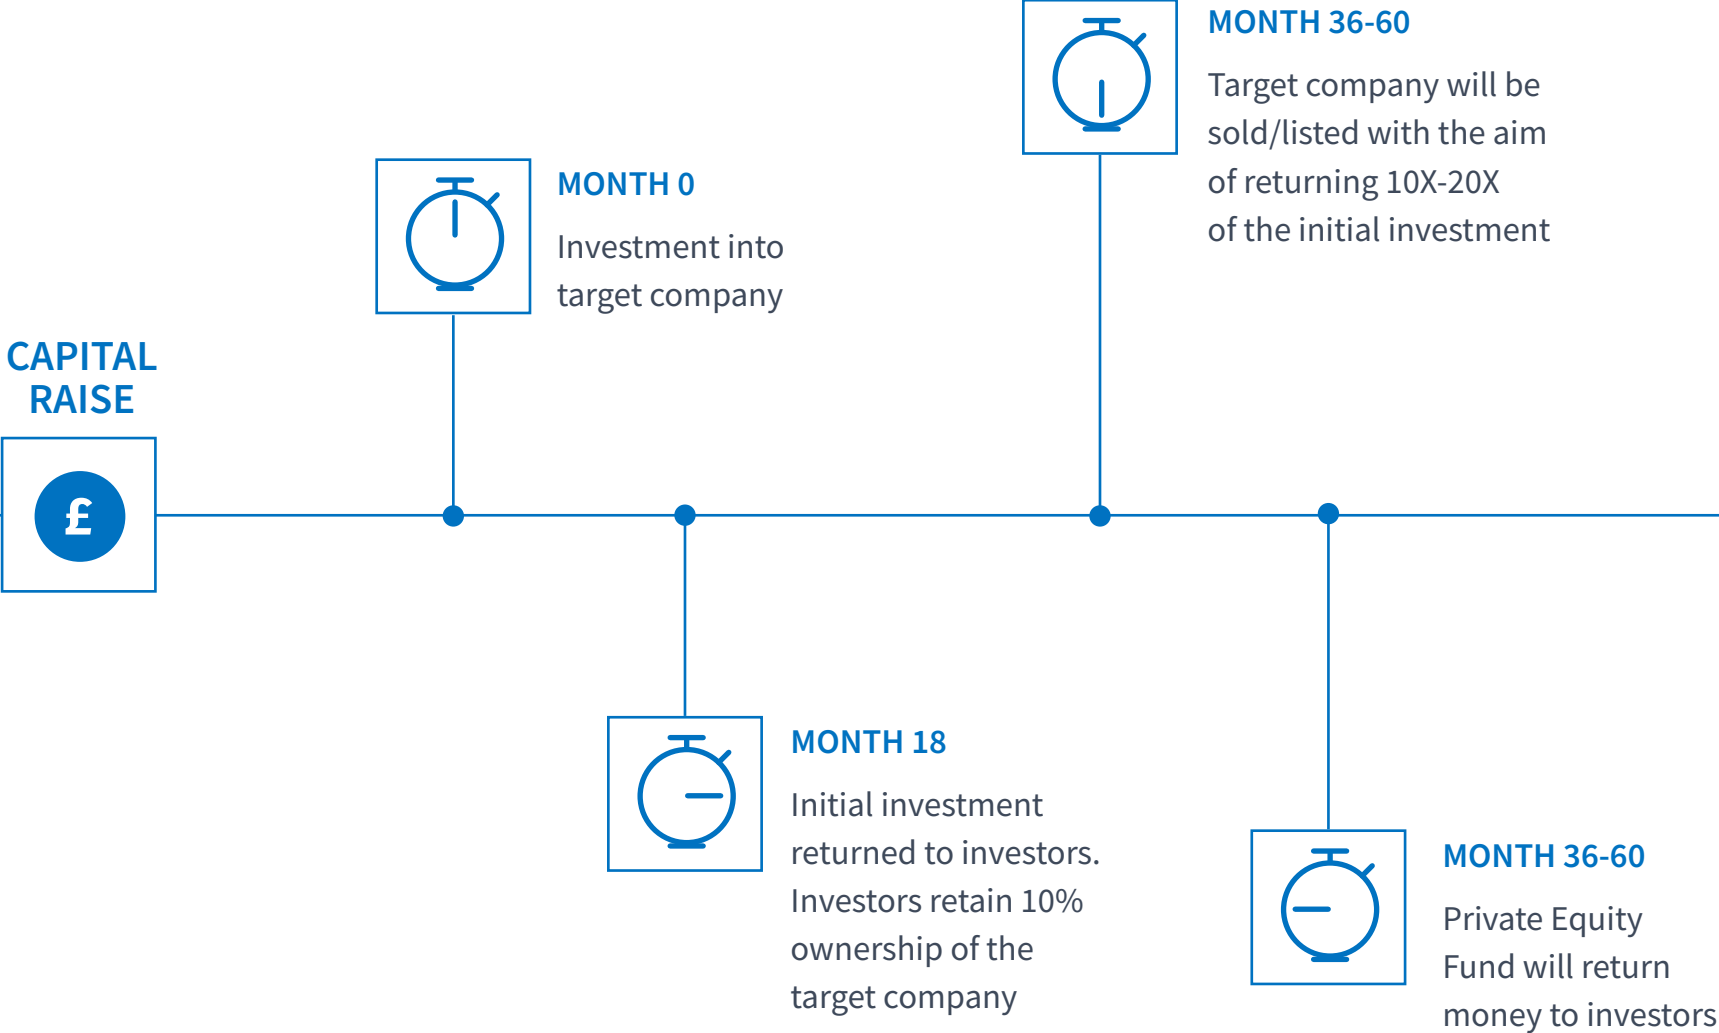 CAPITAL
RAISE
£
MONTH 0
Investment into
target company
MONTH 18
Initial investment
returned to investors.
Investors retain 10%
ownership of the
target company
MONTH 36-60
Target company will be
sold/listed with the aim
of returning 10X-20X
of the initial investment
MONTH 36-60
Private Equity
Fund will return
money to investors